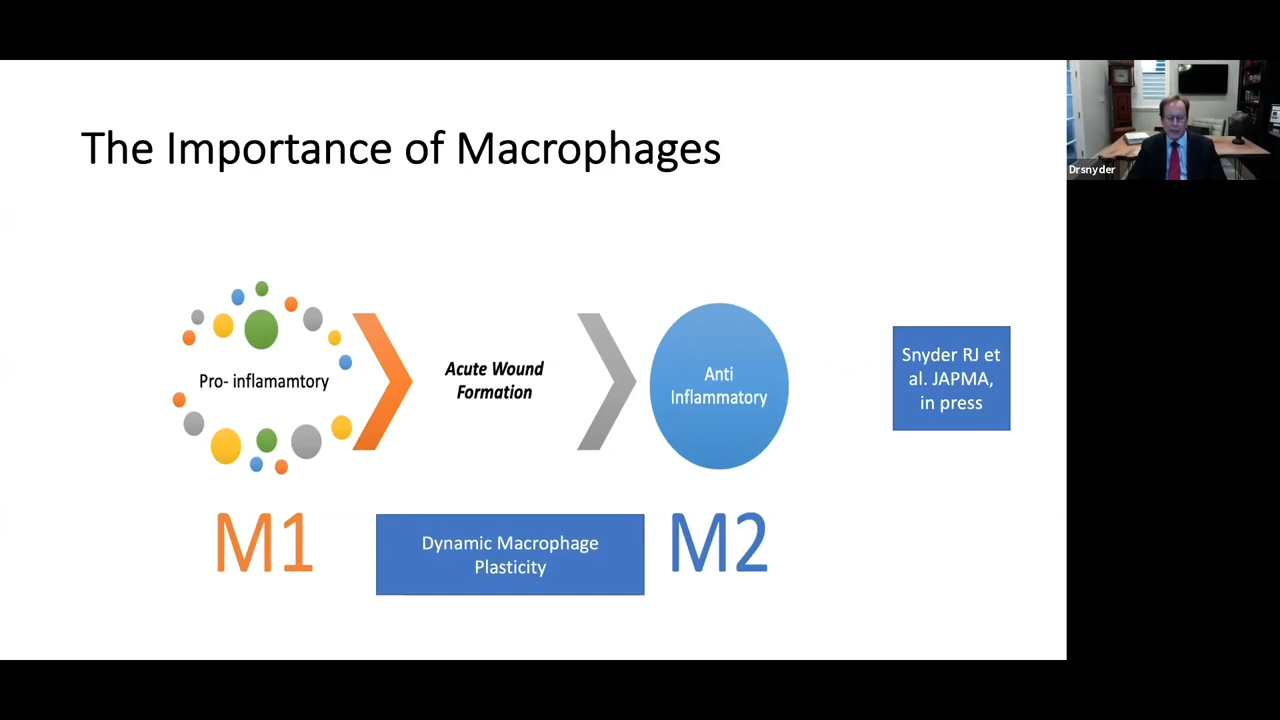 The Importance of Macrophages
Drsnyder
Pro- inflamamtory
Acute Wound
Formation
Anti
Inflammatory
Snyder RJ et
al. JAPMA,
in press
M1
Dynamic Macrophage
Plasticity
M2